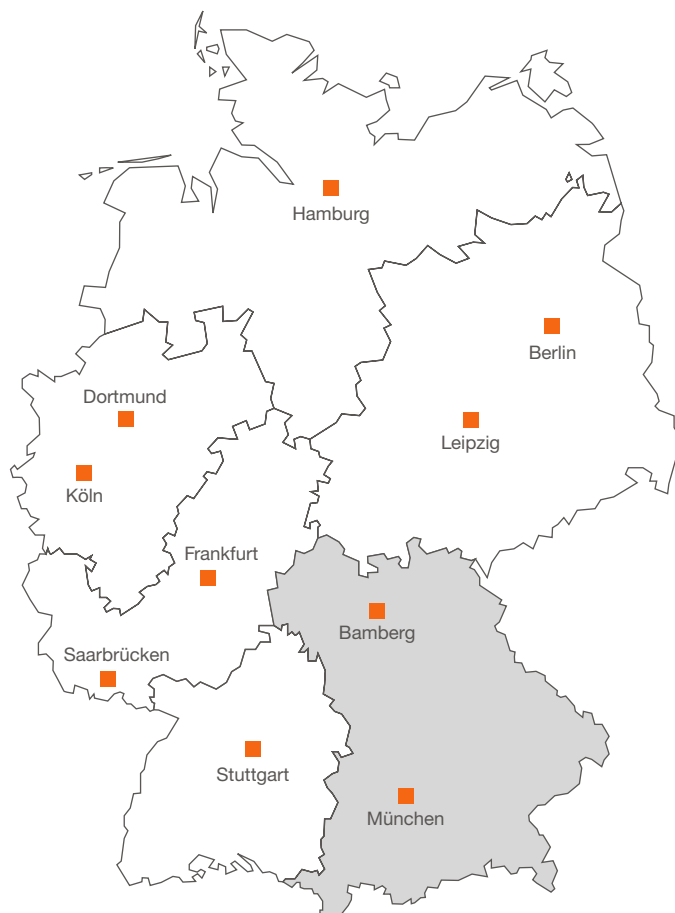 Hamburg
Berlin
Dortmund
Leipzig
Köln
Frankfurt
Bamberg
Saarbrücken
Stuttgart
München